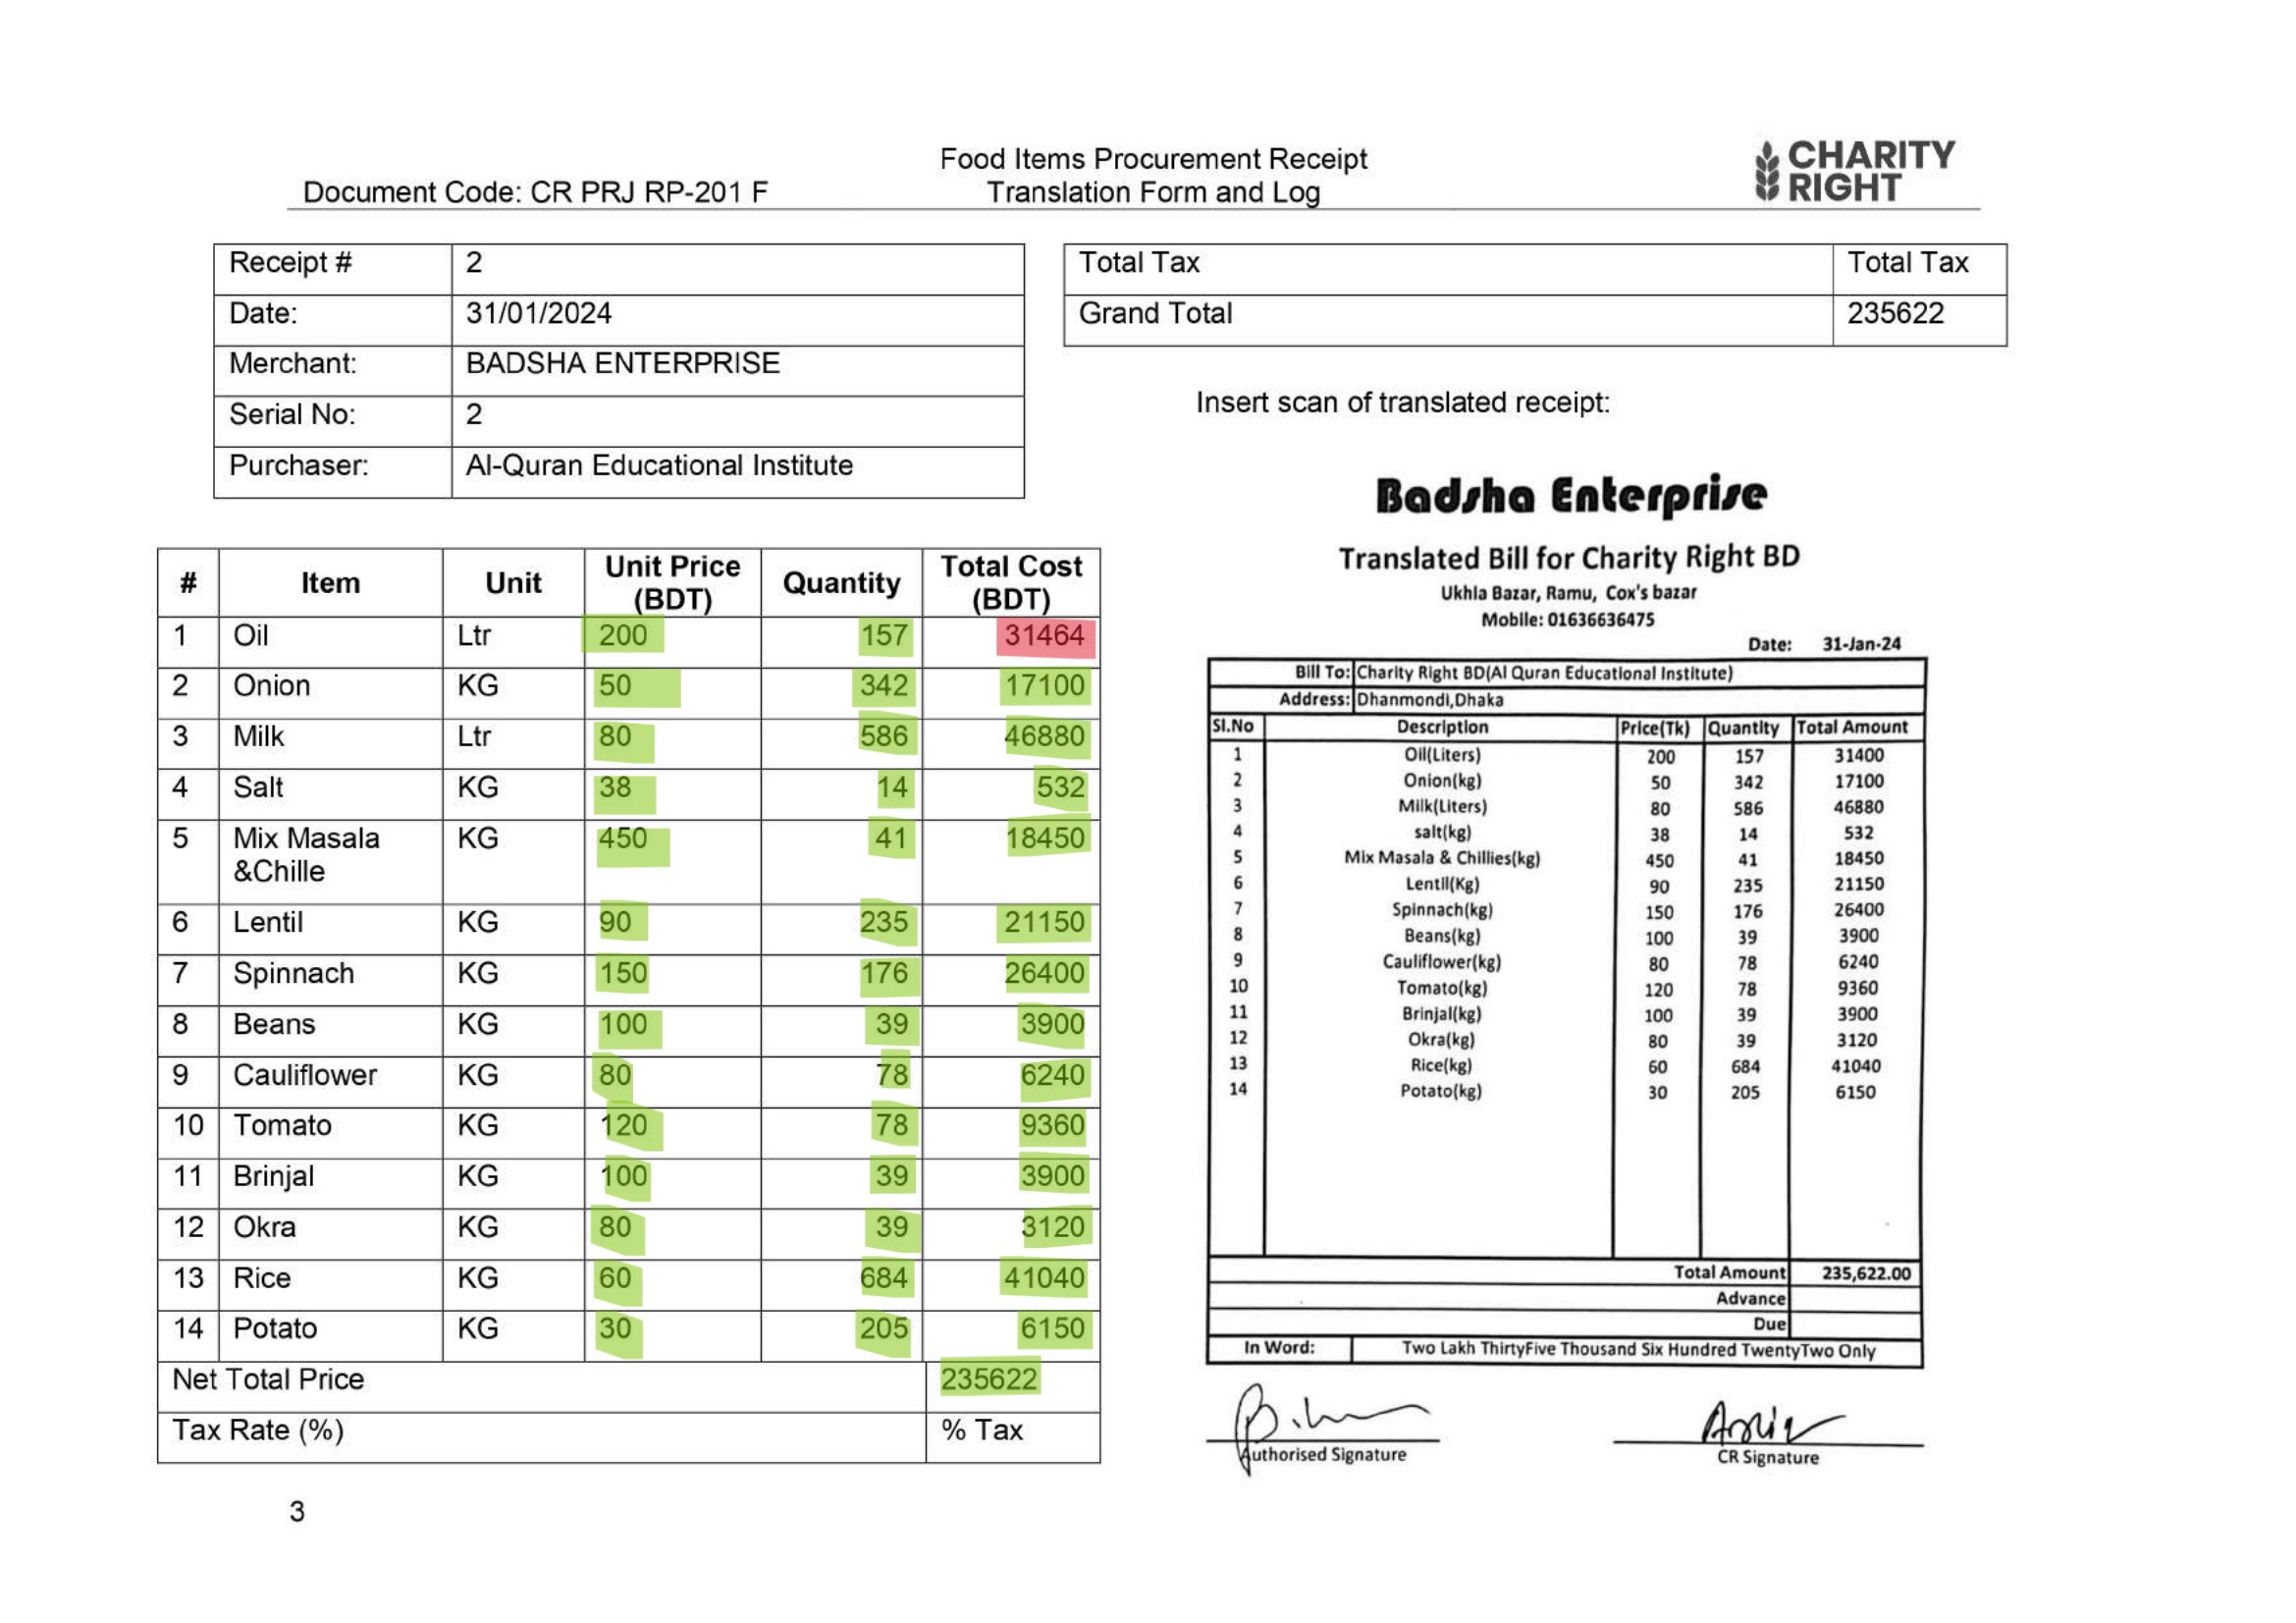 Document Code: CR PRJ RP-201 F
Food Items Procurement Receipt
Translation Form and Log
CHARITY
RIGHT
Receipt # 2
Date: 31/01/2024
Merchant: BADSHA ENTERPRISE
Serial No: 2
Purchaser: Al-Quran Educational Institute
# Item Unit Unit Price (BDT) Quantity Total Cost (BDT)
1 Oil Ltr 200 157 31464
2 Onion KG 50 342 17100
3 Milk Ltr 80 586 46880
4 Salt KG 38 14 532
5 Mix Masala KG 450 41 18450
&Chille
6 Lentil KG 90 235 21150
7 Spinnach KG 150 176 26400
8 Beans KG 100 39 3900
9 Cauliflower KG 80 78 6240
10 Tomato KG 120 78 9360
11 Brinjal KG 100 39 3900
12 Okra KG 80 39 3120
13 Rice KG 60 684 41040
14 Potato KG 30 205 6150
Net Total Price 235622
Tax Rate (%) % Tax
3
Total Tax Total Tax
Grand Total 235622
Insert scan of translated receipt:
Badsha Enterprise
Translated Bill for Charity Right BD
Ukhia Bazar, Ramu, Cox's bazar
Mobile: 01636636475
Date: 31-Jan-24
Bill To: Charity Right BD(Al Quran Educational Institute)
Address: Dhanmondi,Dhaka
Sl.No Description Price(Tk) Quantity Total Amount
1 Oil(Liters) 200 157 31400
2 Onion(kg) 50 342 17100
3 Milk(Liters) 80 586 46880
4 salt(kg) 38 14 532
5 Mix Masala & Chillies(kg) 450 41 18450
6 Lentil(Kg) 90 235 21150
7 Spinnach(kg) 150 176 26400
8 Beans(kg) 100 39 3900
9 Cauliflower(kg) 80 78 6240
10 Tomato(kg) 120 78 9360
11 Brinjal(kg) 100 39 3900
12 Okra(kg) 80 39 3120
13 Rice(kg) 60 684 41040
14 Potato(kg) 30 205 6150
Total Amount 235,622.00
Advance
Due
In Word: Two Lakh ThirtyFive Thousand Six Hundred TwentyTwo Only
Authorised Signature
CR Signature